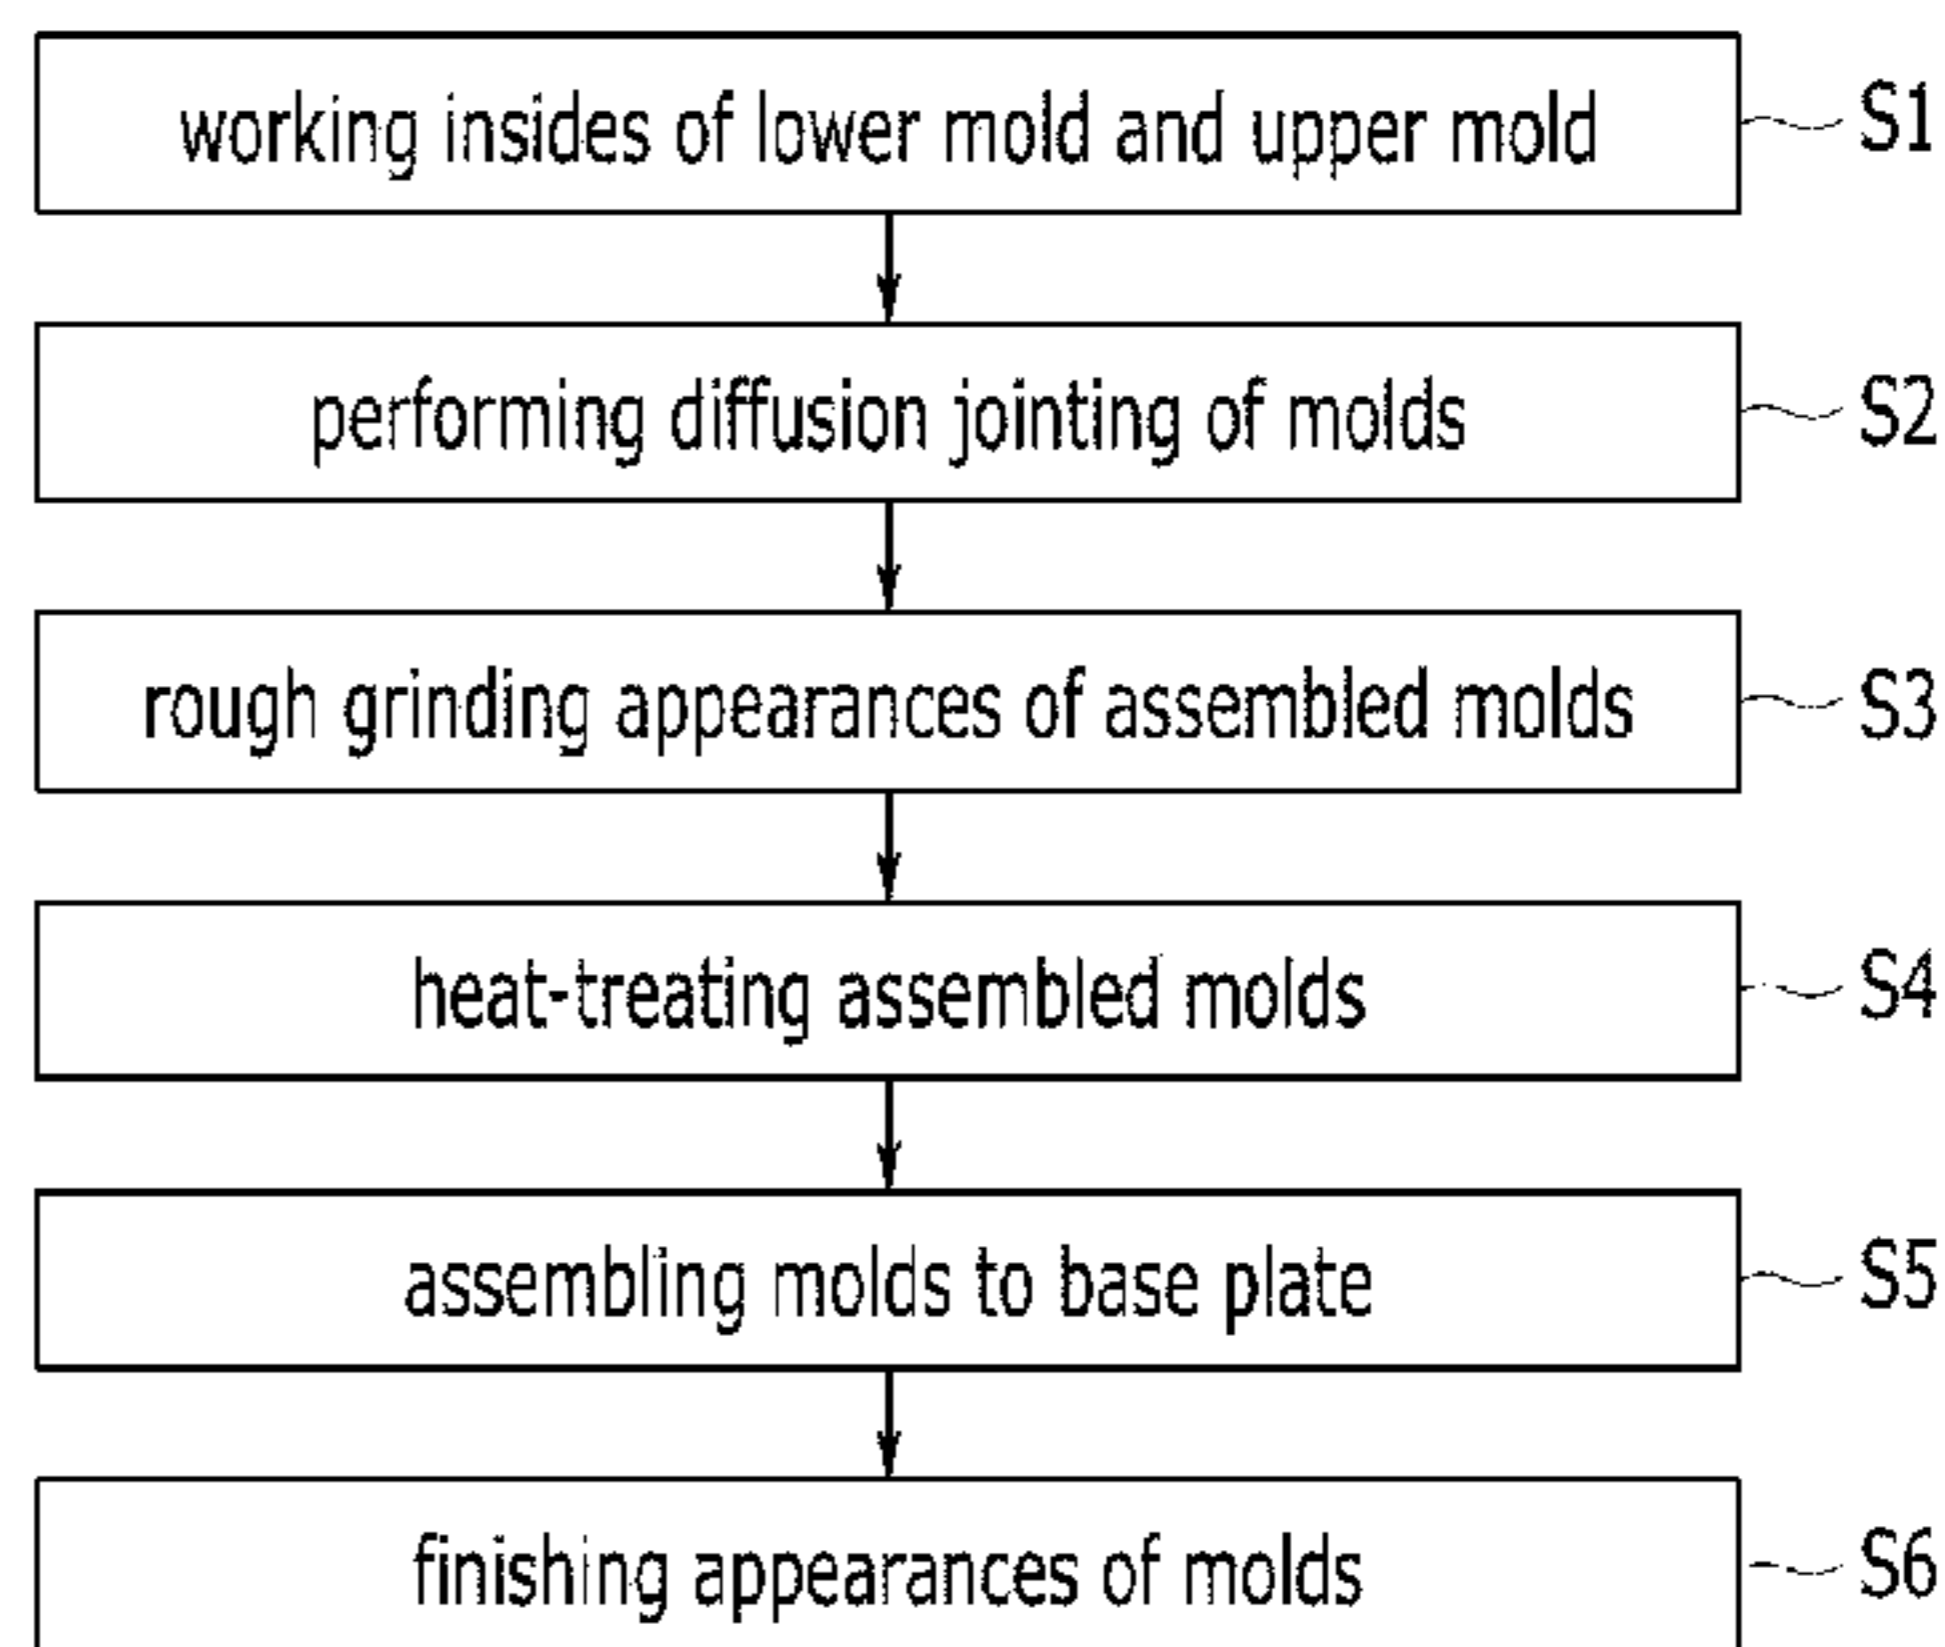 working insides of lower mold and upper mold S1
performing diffusion jointing of molds S2
rough grinding appearances of assembled molds S3
heat-treating assembled molds S4
assembling molds to base plate S5
finishing appearances of molds S6